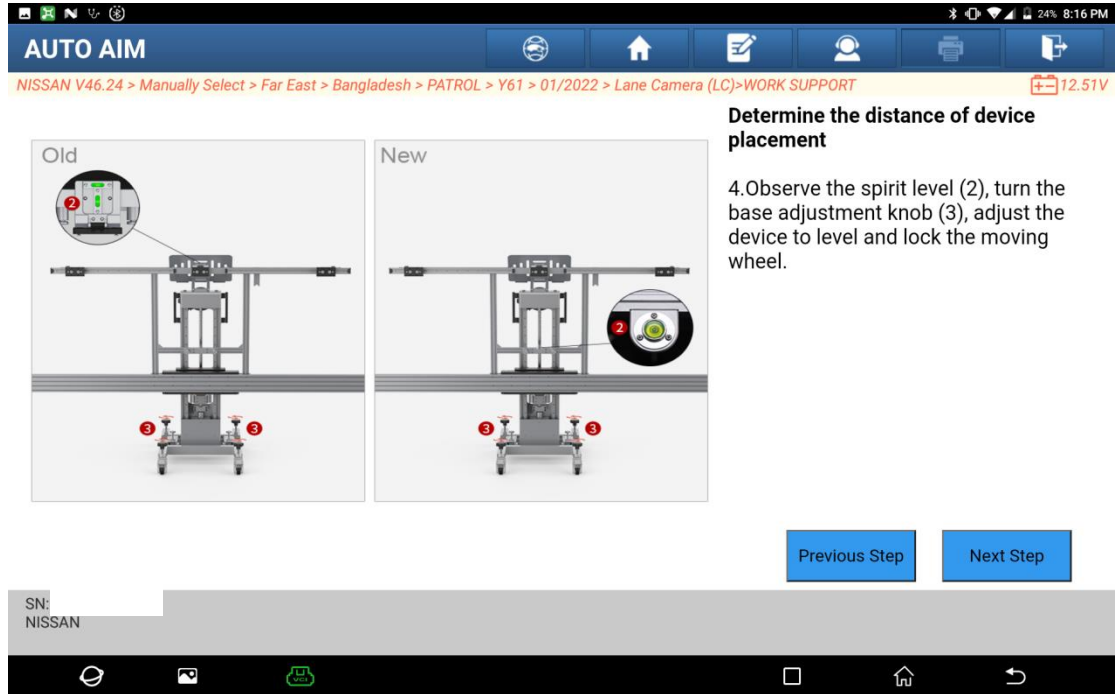 24% 8:16 PM
AUTO AIM
NISSAN V46.24 > Manually Select > Far East > Bangladesh > PATROL > Y61 > 01/2022 > Lane Camera (LC)>WORK SUPPORT
12.51V
Determine the distance of device
placement
4.Observe the spirit level (2), turn the
base adjustment knob (3), adjust the
device to level and lock the moving
wheel.
Old
2
3
3
New
2
3
3
Previous Step
Next Step
SN:
NISSAN
VCI